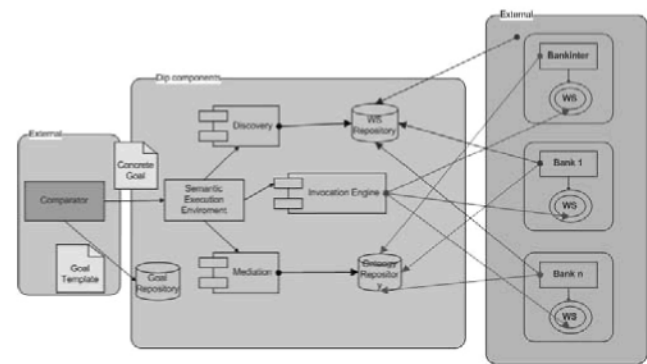 External
Dip components
External
BankInter
WS
Discovery
WS
Repository
Concrete
Goal
Bank 1
WS
Comparator
Semantic
Execution
Enviroment
Invocation Engine
Goal
Template
Goal
Repository
Mediation
Ontology
Repositor
y
Bank n
WS